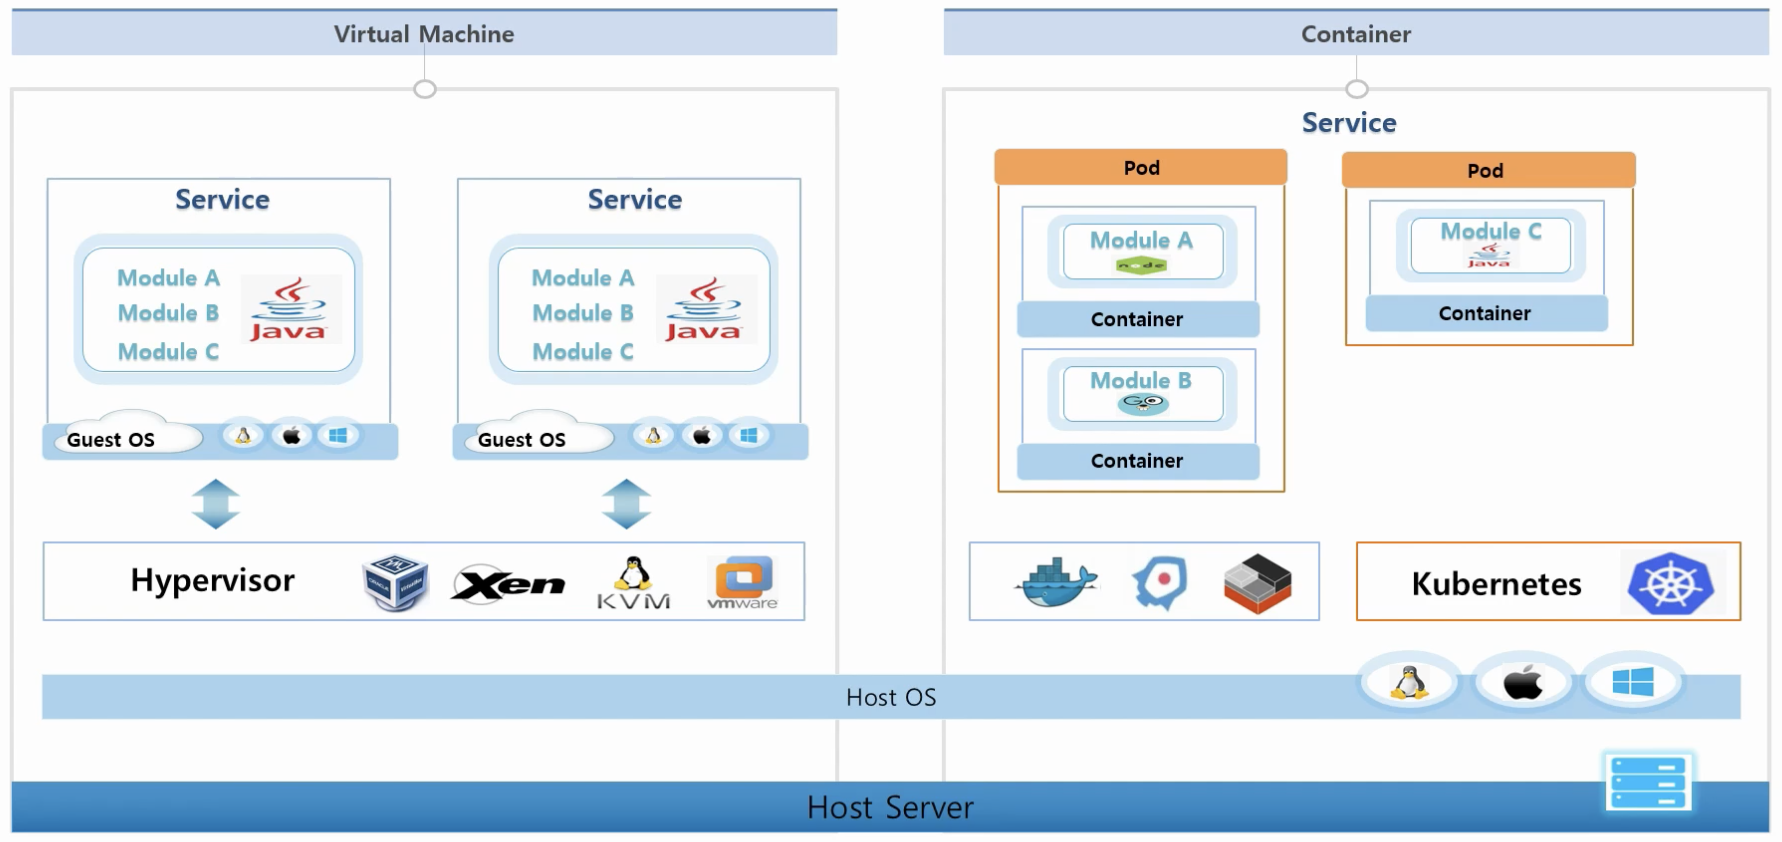 Virtual Machine
Service
Module A
Module B
Module C
Java
Guest OS
Service
Module A
Module B
Module C
Java
Guest OS
Hypervisor
Xen
KVM
vmware
Container
Service
Pod
Module A
node
Container
Module B
GO
Container
Pod
Module C
Java
Container
Kubernetes
Host OS
Host Server